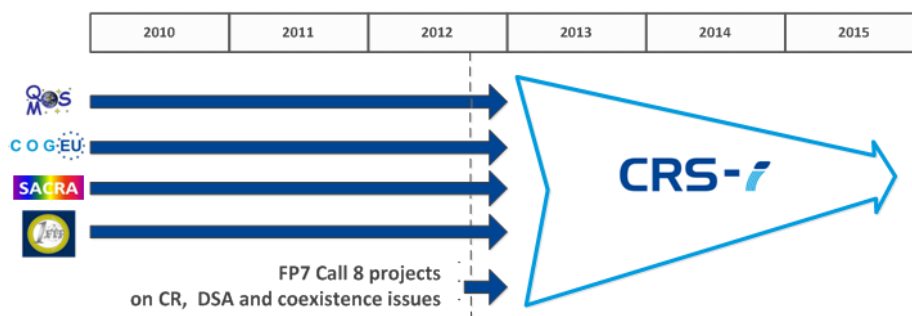 2010 2011 2012 2013 2014 2015
QOS
M
COGEU
SACRA
FP7 Call 8 projects
on CR, DSA and coexistence issues
CRS-i